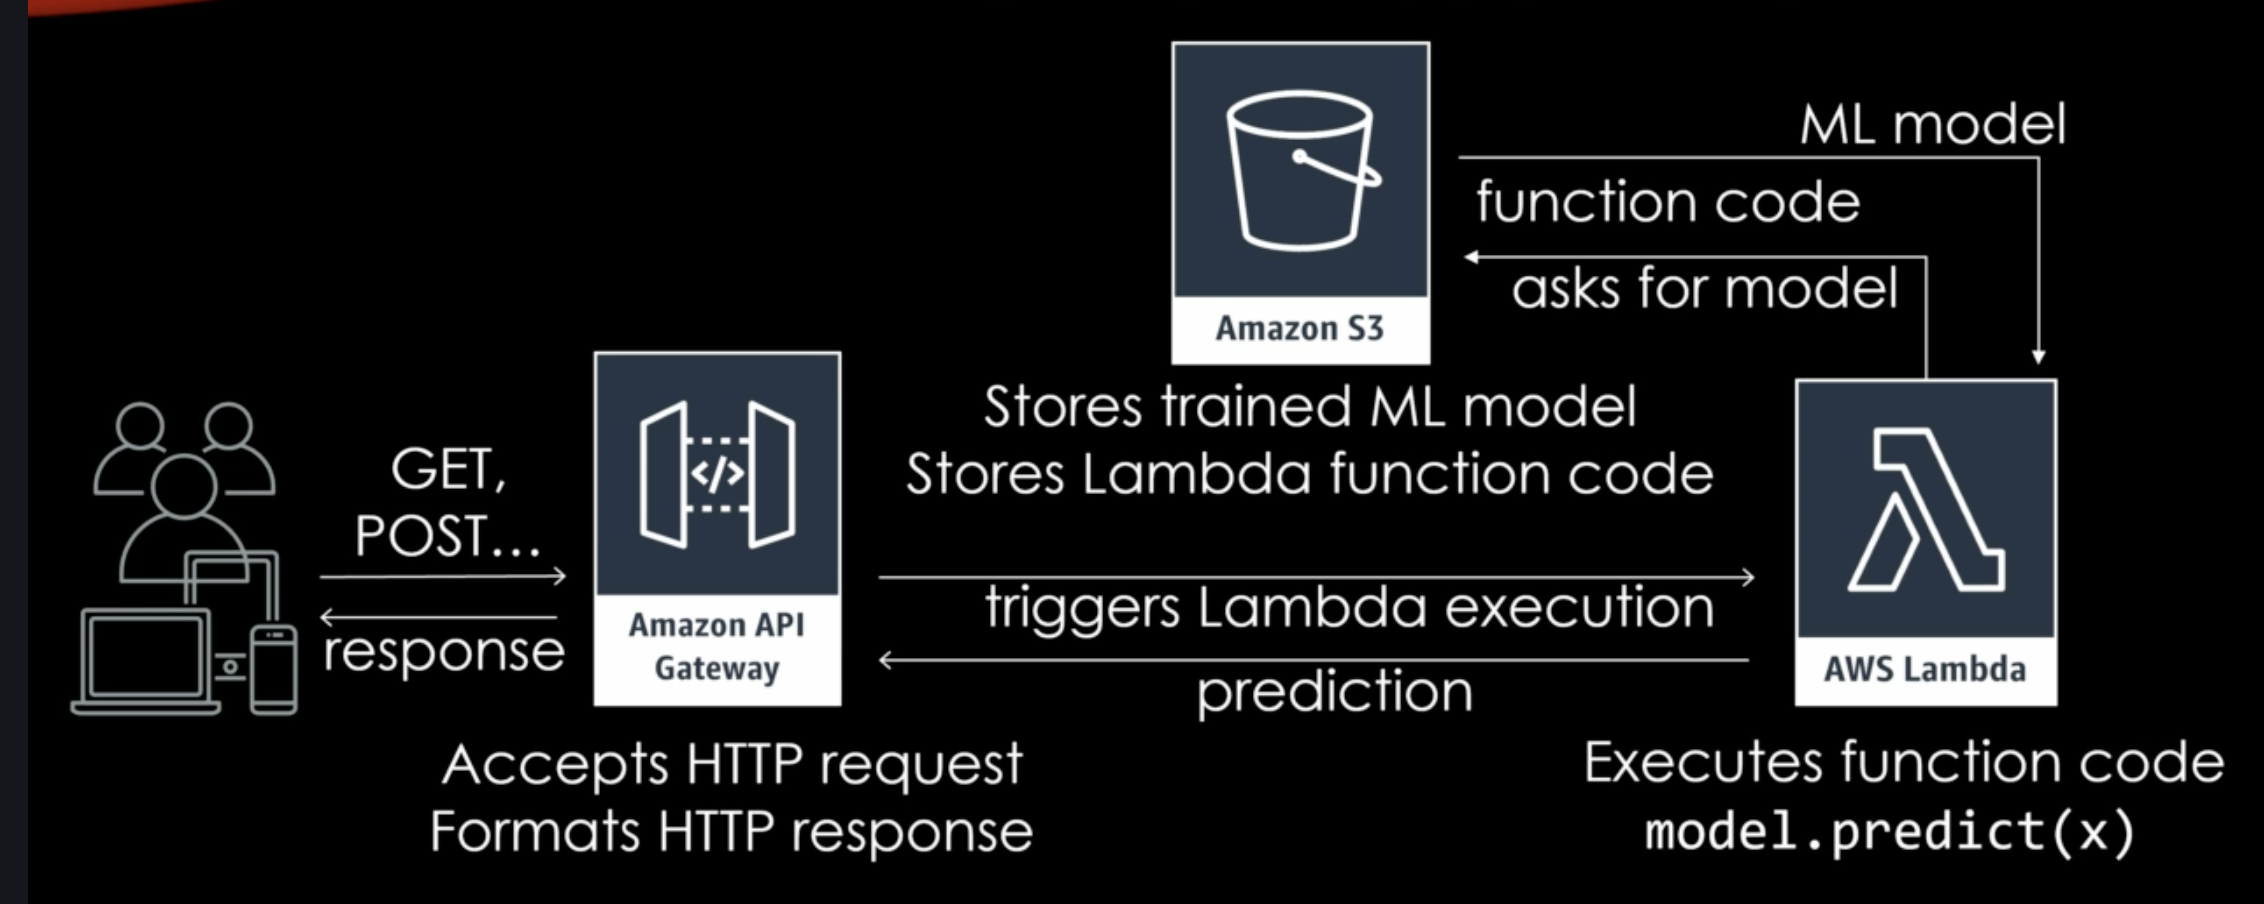 ML model
function code
asks for model
Amazon S3
Stores trained ML model
Stores Lambda function code
GET,
POST...
response
</>
Amazon API
Gateway
triggers Lambda execution
prediction
AWS Lambda
Accepts HTTP request
Formats HTTP response
Executes function code
model.predict(x)